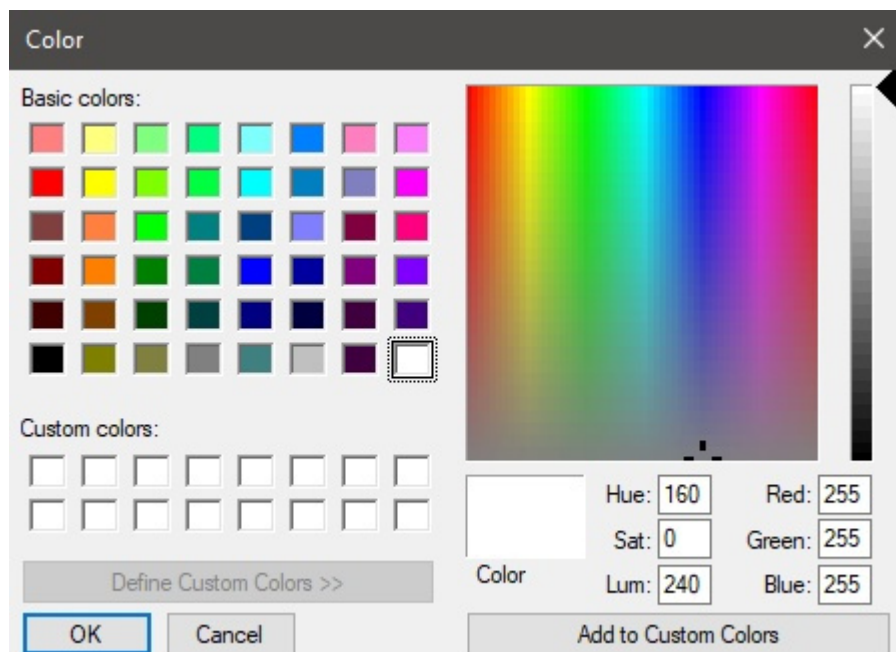 Color
Basic colors:
Custom colors:
Define Custom Colors >>
OK Cancel
Color
Hue: 160 Red: 255
Sat: 0 Green: 255
Lum: 240 Blue: 255
Add to Custom Colors